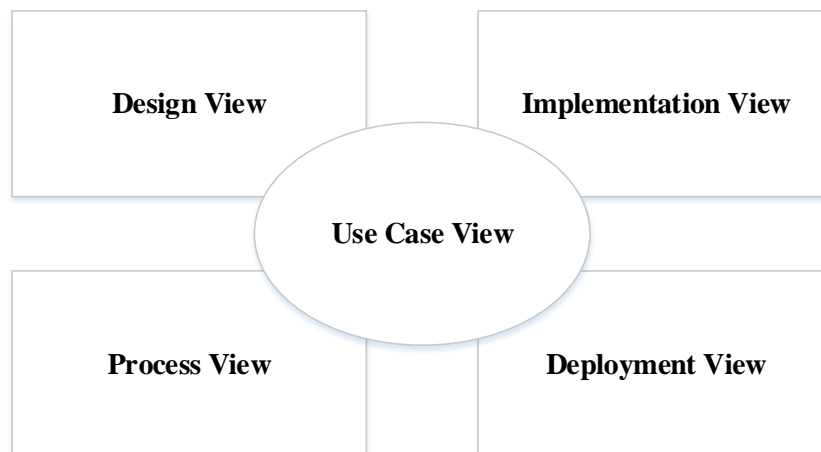 Design View
Implementation View
Use Case View
Process View
Deployment View